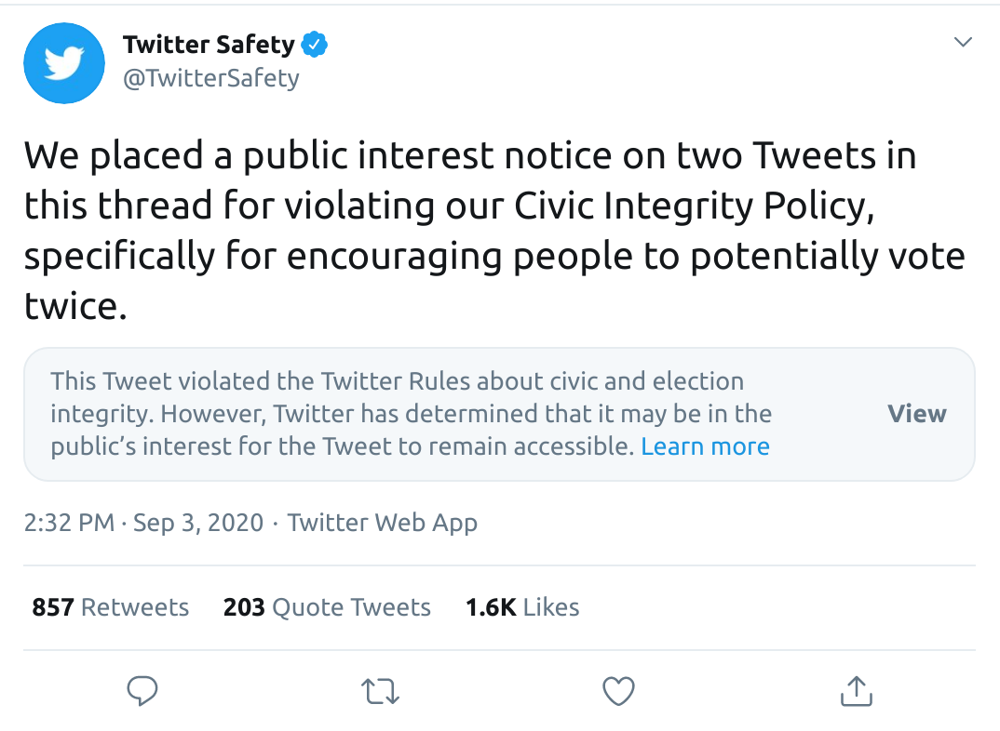 Twitter Safety
@TwitterSafety
We placed a public interest notice on two Tweets in
this thread for violating our Civic Integrity Policy,
specifically for encouraging people to potentially vote
twice.
This Tweet violated the Twitter Rules about civic and election
integrity. However, Twitter has determined that it may be in the
public’s interest for the Tweet to remain accessible. Learn more
View
2:32 PM · Sep 3, 2020 · Twitter Web App
857 Retweets 203 Quote Tweets 1.6K Likes